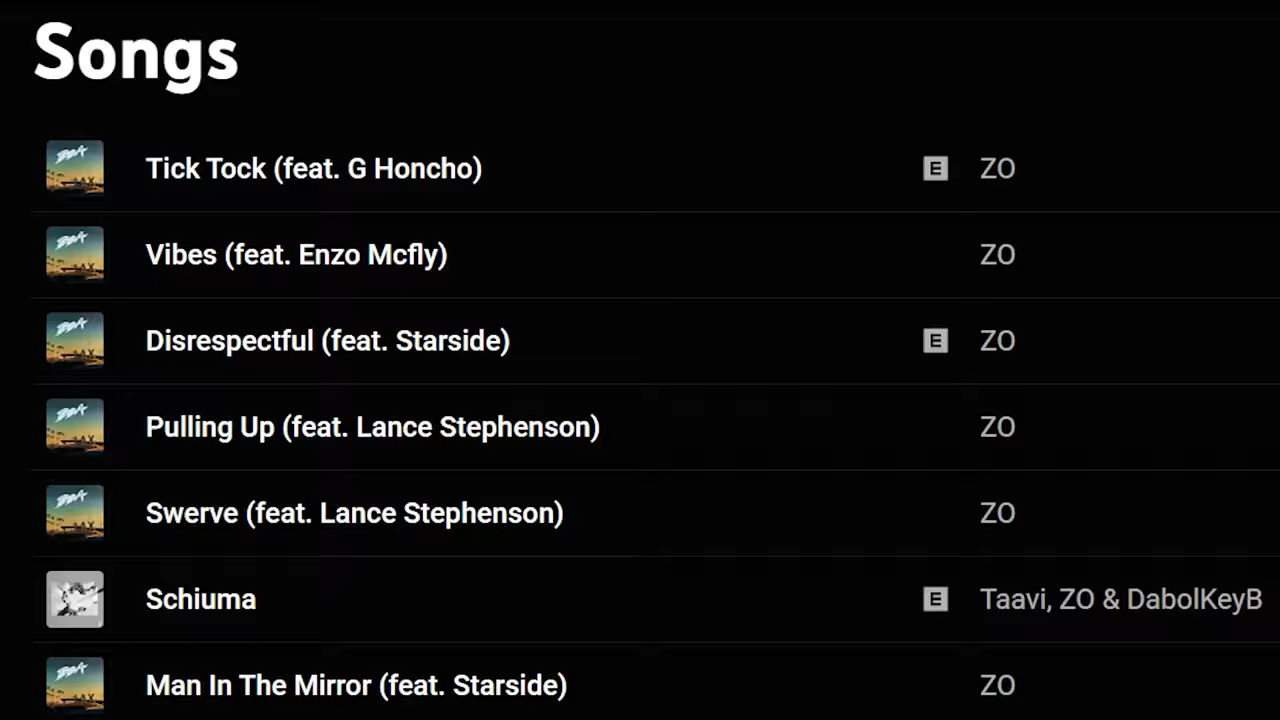 Songs
Tick Tock (feat. G Honcho) E ZO
Vibes (feat. Enzo Mcfly) ZO
Disrespectful (feat. Starside) E ZO
Pulling Up (feat. Lance Stephenson) ZO
Swerve (feat. Lance Stephenson) ZO
Schiuma E Taavi, ZO & DabolKeyB
Man In The Mirror (feat. Starside) ZO